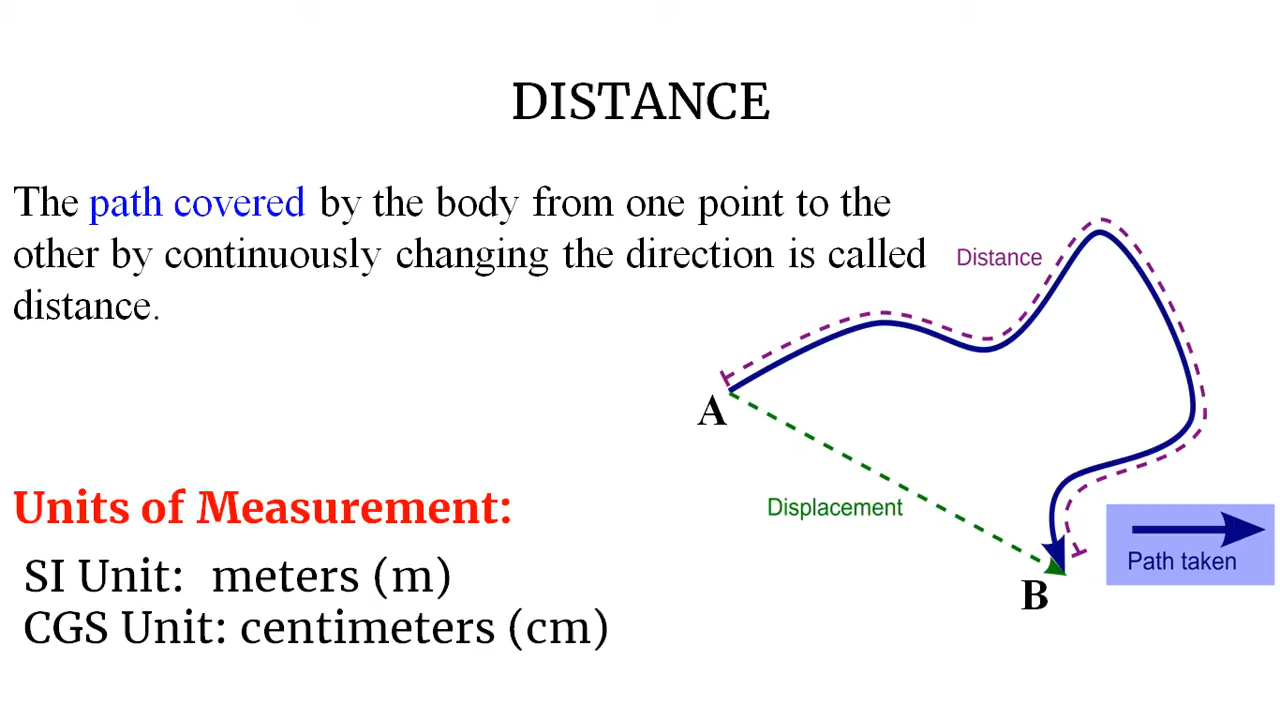 DISTANCE
The path covered by the body from one point to the
other by continuously changing the direction is called
distance.
Distance
A
Displacement
Path taken
B
Units of Measurement:
SI Unit: meters (m)
CGS Unit: centimeters (cm)